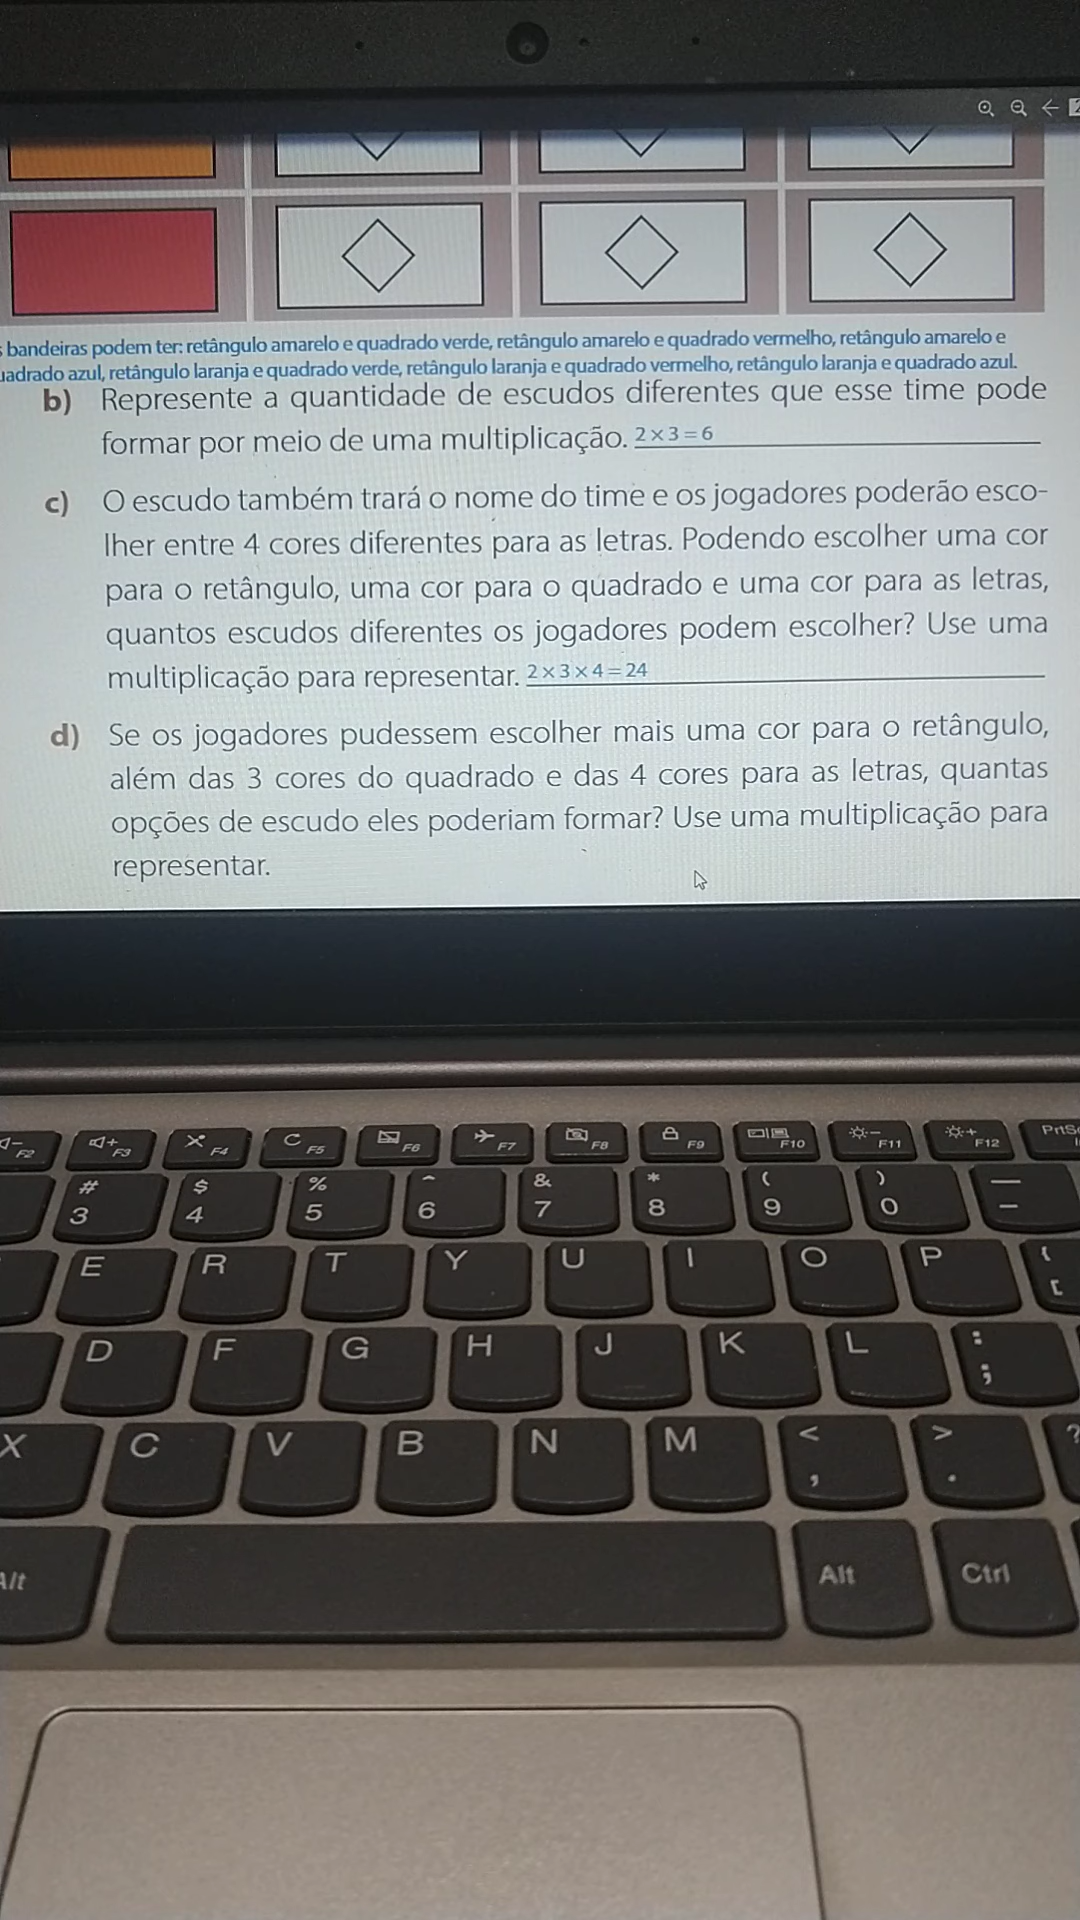 bandeiras podem ter: retângulo amarelo e quadrado verde, retângulo amarelo e quadrado vermelho, retângulo amarelo e
azul, retângulo laranja e quadrado verde, retângulo laranja e quadrado vermelho, retângulo laranja e quadrado azul.
b) Represente a quantidade de escudos diferentes que esse time pode
formar por meio de uma multiplicação. 2 × 3 = 6
c) O escudo também trará o nome do time e os jogadores poderão esco-
lher entre 4 cores diferentes para as letras. Podendo escolher uma cor
para o retângulo, uma cor para o quadrado e uma cor para as letras,
quantos escudos diferentes os jogadores podem escolher? Use uma
multiplicação para representar. 2 × 3 × 4 = 24
d) Se os jogadores pudessem escolher mais uma cor para o retângulo,
além das 3 cores do quadrado e das 4 cores para as letras, quantas
opções de escudo eles poderiam formar? Use uma multiplicação para
representar.
F2 F3 F4 F5 F6 F7 F8 F9 F10 F11 F12
# $ % ^ & * ( )
3 4 5 6 7 8 9 0
E R T Y U I O P { [
D F G H J K L : ;
X C V B N M < , > . ?
Alt Alt Ctrl